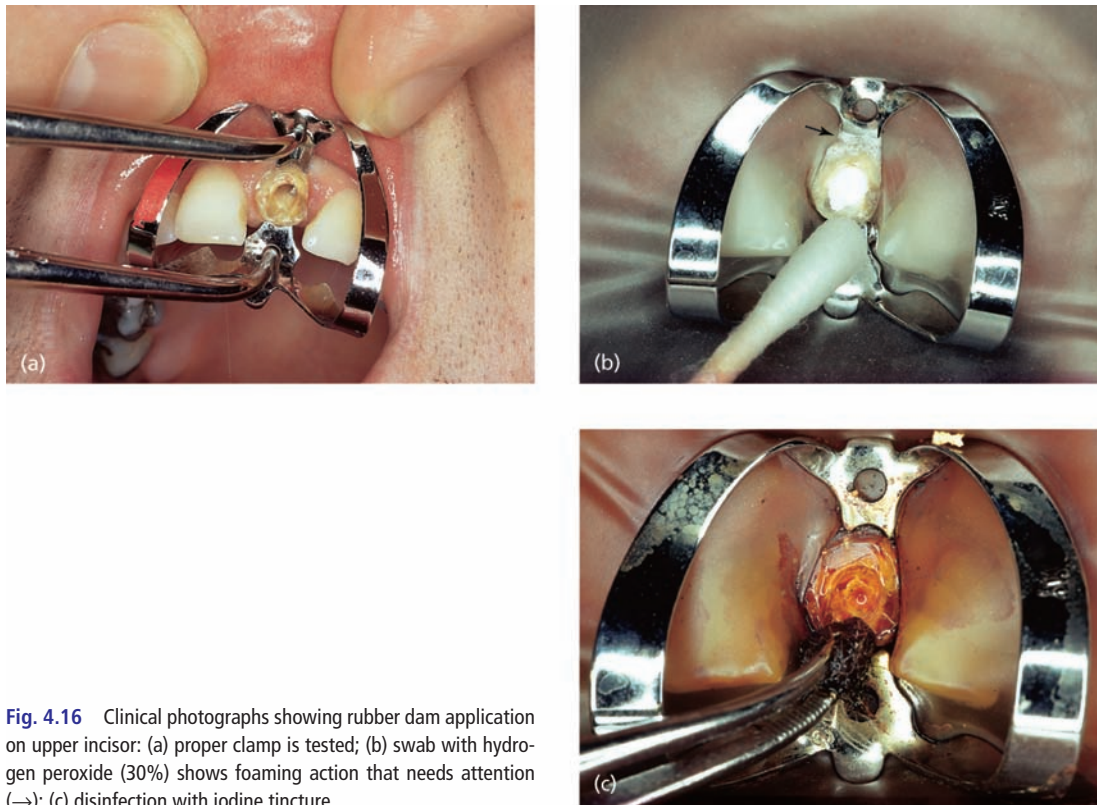 (a)
(b)
(c)
Fig. 4.16 Clinical photographs showing rubber dam application
on upper incisor: (a) proper clamp is tested; (b) swab with hydro-
gen peroxide (30%) shows foaming action that needs attention
(→); (c) disinfection with iodine tincture.